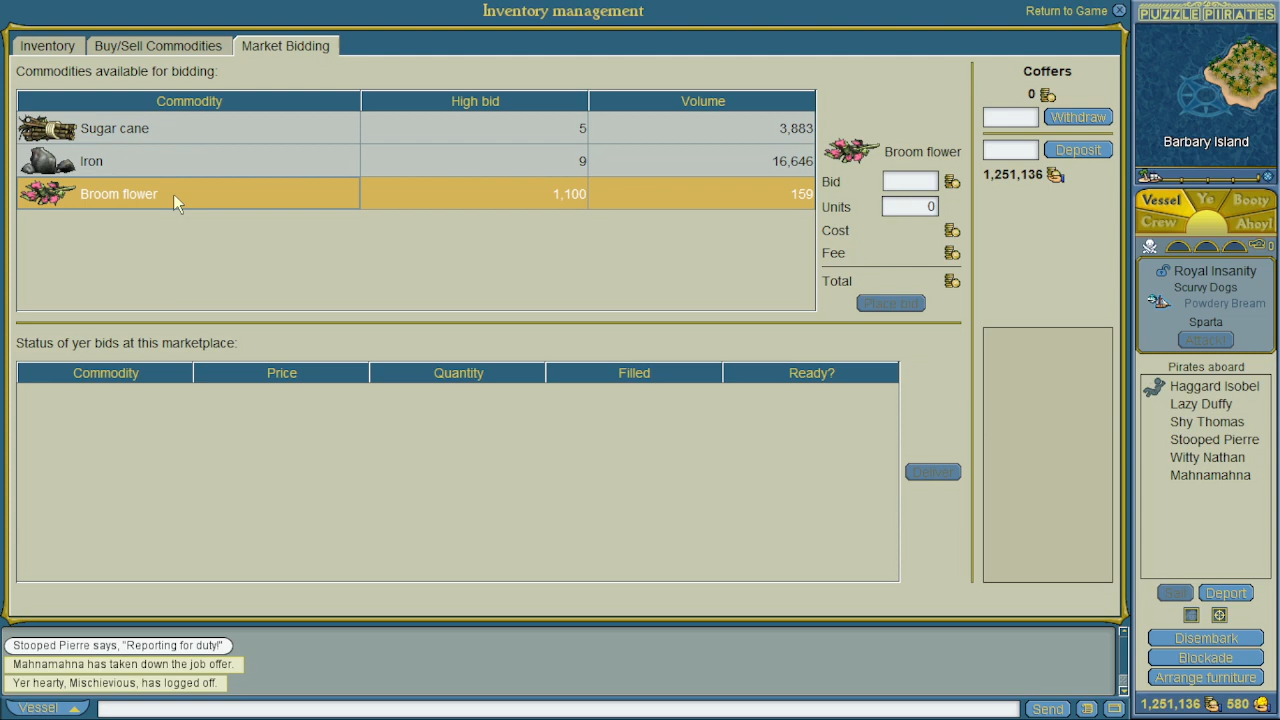 Inventory management
Return to Game
PUZZLE PIRATES
Inventory
Buy/Sell Commodities
Market Bidding
Commodities available for bidding:
Commodity High bid Volume
Sugar cane 5 3,883
Iron 9 16,646
Broom flower 1,100 159
Broom flower
Bid
Units 0
Cost
Fee
Total
Place bid
Status of yer bids at this marketplace:
Commodity Price Quantity Filled Ready?
Deliver
Coffers
0
Withdraw
Deposit
1,251,136
Barbary Island
Vessel Ye Booty
Crew Ahoy!
0
Royal Insanity
Scurvy Dogs
Powdery Bream
Sparta
Attack!
Pirates aboard
Haggard Isobel
Lazy Duffy
Shy Thomas
Stooped Pierre
Witty Nathan
Mahnamahna
Sail Deport
Disembark
Blockade
Arrange furniture
1,251,136 580
Stooped Pierre says, "Reporting for duty!"
Mahnamahna has taken down the job offer.
Yer hearty, Mischievious, has logged off.
Vessel Send